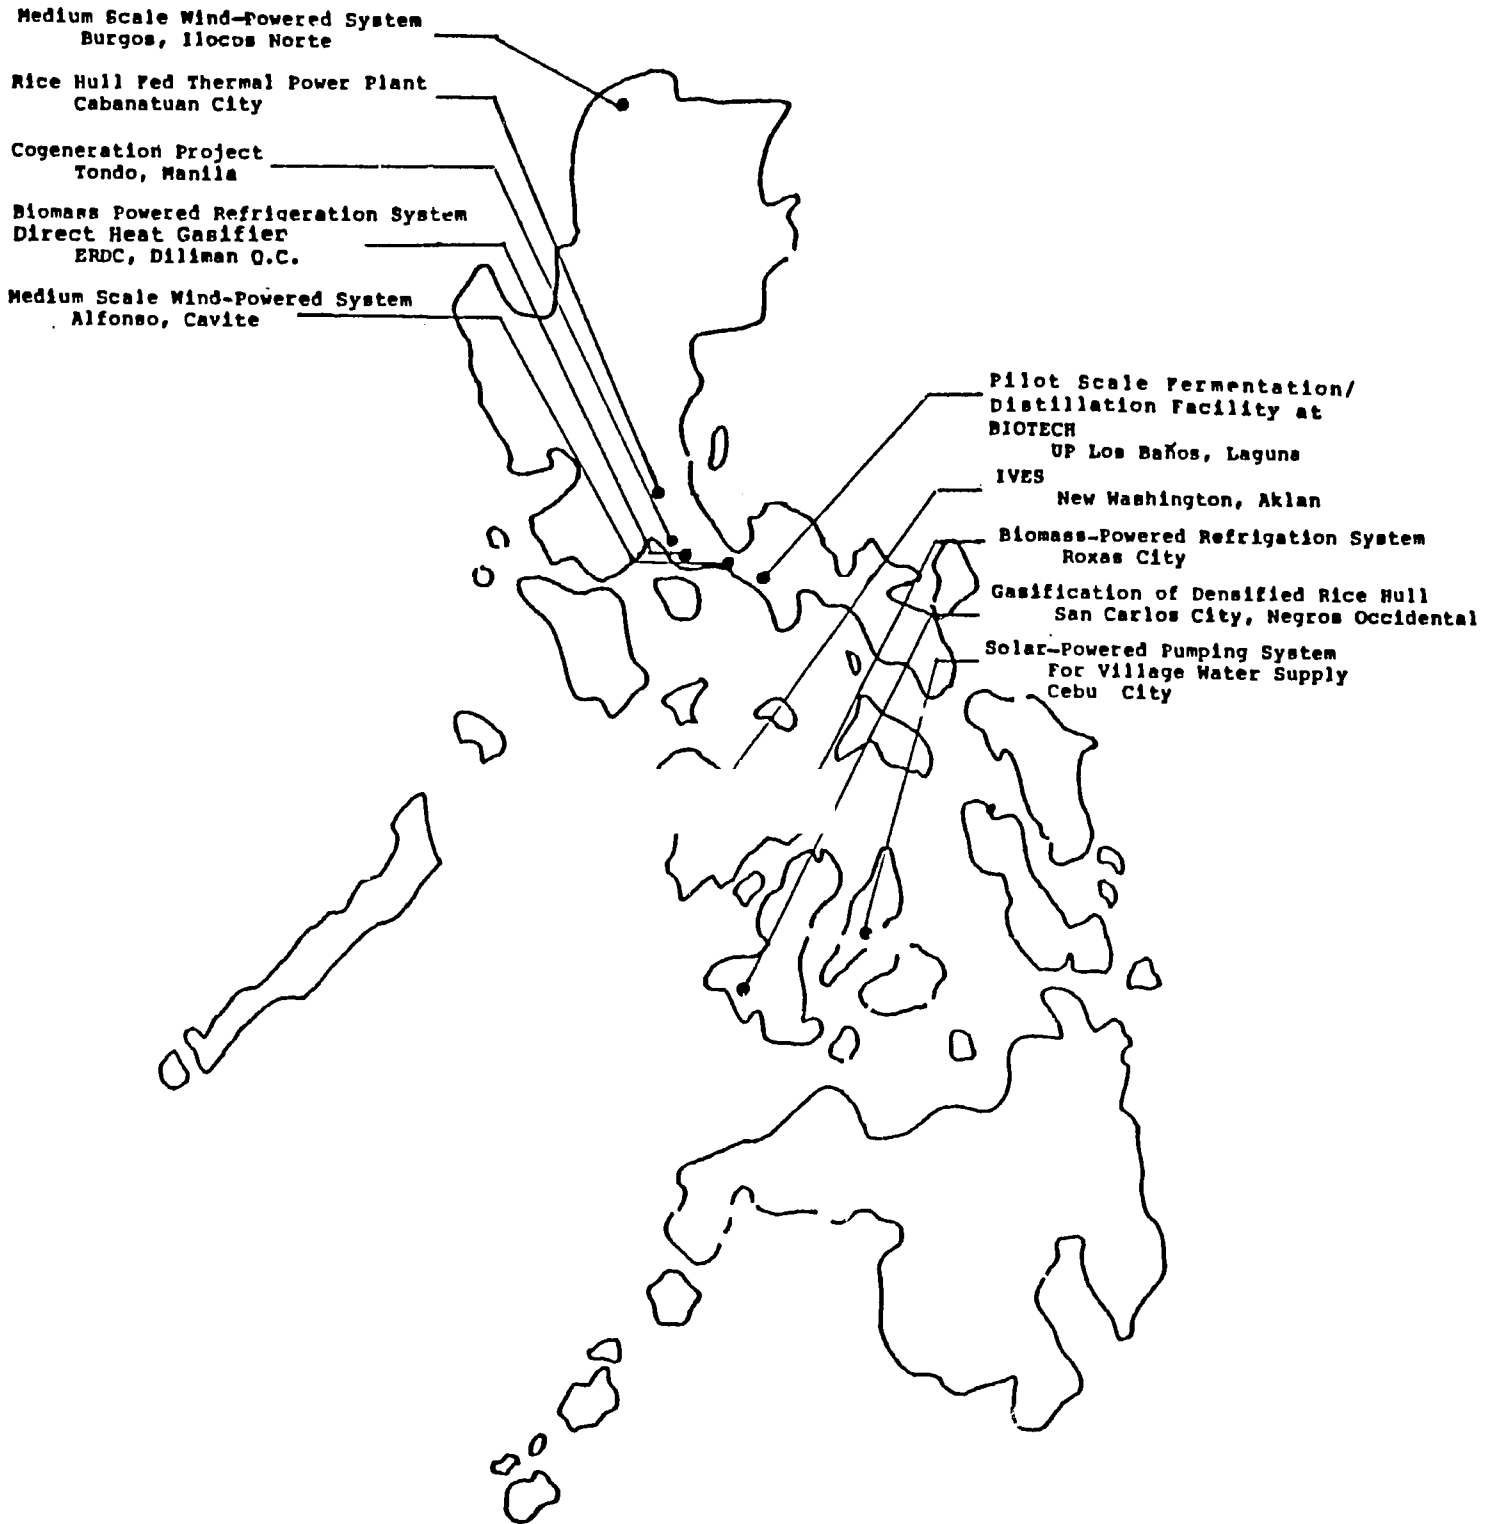 Medium Scale Wind-Powered System
Burgos, Ilocos Norte
Rice Hull Fed Thermal Power Plant
Cabanatuan City
Cogeneration Project
Tondo, Manila
Biomass Powered Refrigeration System
Direct Heat Gasifier
ERDC, Diliman Q.C.
Medium Scale Wind-Powered System
Alfonso, Cavite
Pilot Scale Fermentation/
Distillation Facility at
BIOTECH
UP Los Baños, Laguna
IVES
New Washington, Aklan
Biomass-Powered Refrigation System
Roxas City
Gasification of Densified Rice Hull
San Carlos City, Negros Occidental
Solar-Powered Pumping System
For Village Water Supply
Cebu City